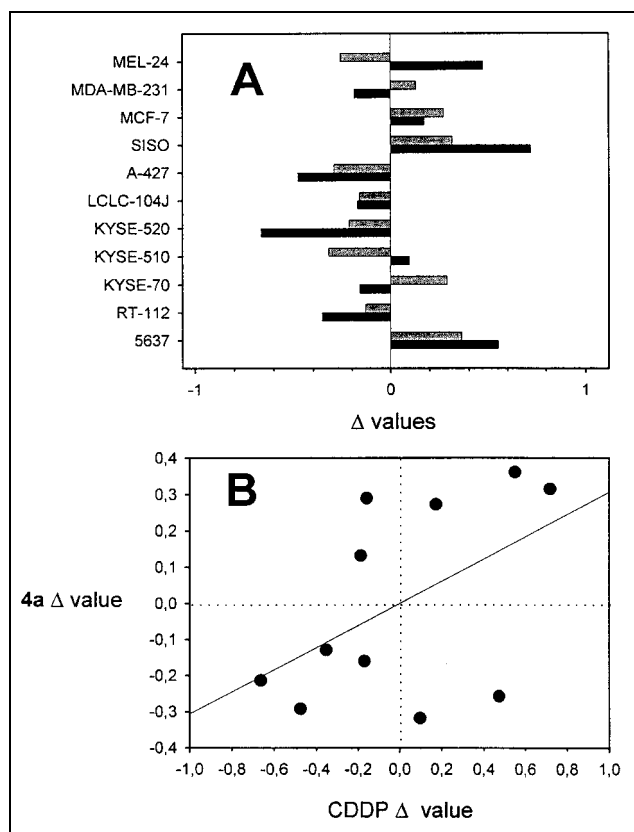 A
MEL-24
MDA-MB-231
MCF-7
SISO
A-427
LCLC-104J
KYSE-520
KYSE-510
KYSE-70
RT-112
5637
-1 0 1
Δ values
B
0,4
0,3
0,2
0,1
0,0
-0,1
-0,2
-0,3
-0,4
4a Δ value
-1,0 -0,8 -0,6 -0,4 -0,2 0,0 0,2 0,4 0,6 0,8 1,0
CDDP Δ value